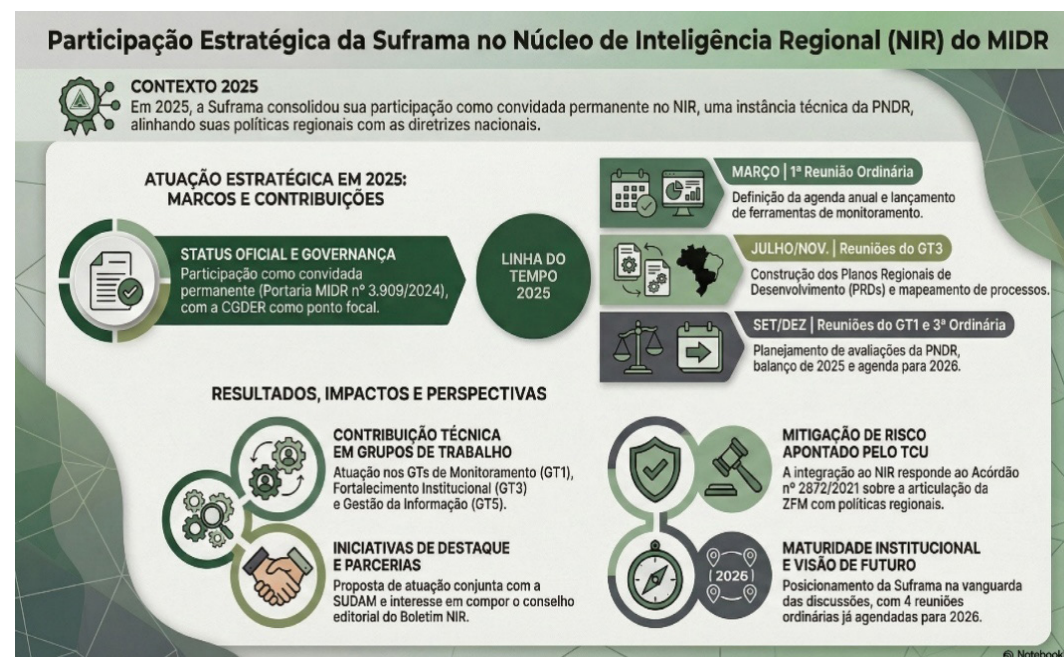 Participação Estratégica da Suframa no Núcleo de Inteligência Regional (NIR) do MIDR
CONTEXTO 2025
Em 2025, a Suframa consolidou sua participação como convidada permanente no NIR, uma instância técnica da PNDR,
alinhando suas políticas regionais com as diretrizes nacionais.
ATUAÇÃO ESTRATÉGICA EM 2025:
MARCOS E CONTRIBUIÇÕES
STATUS OFICIAL E GOVERNANÇA
Participação como convidada
permanente (Portaria MIDR nº 3.909/2024),
com a CGDER como ponto focal.
LINHA DO
TEMPO
2025
MARÇO | 1ª Reunião Ordinária
Definição da agenda anual e lançamento
de ferramentas de monitoramento.
JULHO/NOV. | Reuniões do GT3
Construção dos Planos Regionais de
Desenvolvimento (PRDs) e mapeamento de processos.
SET/DEZ | Reuniões do GT1 e 3ª Ordinária
Planejamento de avaliações da PNDR,
balanço de 2025 e agenda para 2026.
RESULTADOS, IMPACTOS E PERSPECTIVAS
CONTRIBUIÇÃO TÉCNICA
EM GRUPOS DE TRABALHO
Atuação nos GTs de Monitoramento (GT1),
Fortalecimento Institucional (GT3)
e Gestão da Informação (GT5).
INICIATIVAS DE DESTAQUE
E PARCERIAS
Proposta de atuação conjunta com a
SUDAM e interesse em compor o conselho
editorial do Boletim NIR.
MITIGAÇÃO DE RISCO
APONTADO PELO TCU
A integração ao NIR responde ao Acórdão
nº 2872/2021 sobre a articulação da
ZFM com políticas regionais.
2026
MATURIDADE INSTITUCIONAL
E VISÃO DE FUTURO
Posicionamento da Suframa na vanguarda
das discussões, com 4 reuniões
ordinárias já agendadas para 2026.
Notebook